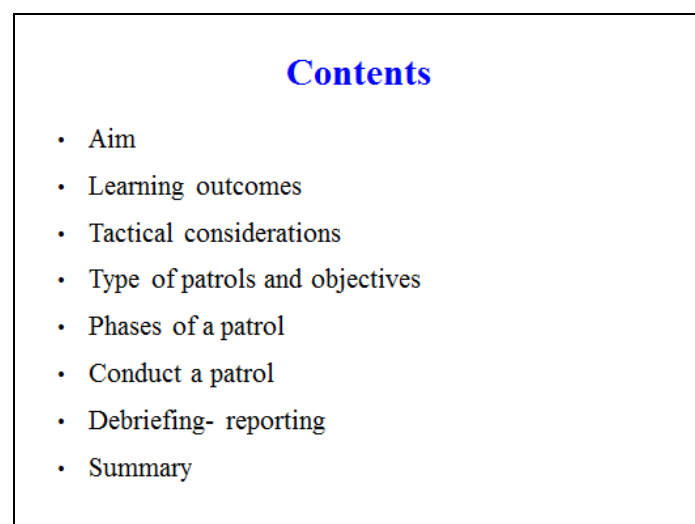 Contents
• Aim
• Learning outcomes
• Tactical considerations
• Type of patrols and objectives
• Phases of a patrol
• Conduct a patrol
• Debriefing- reporting
• Summary